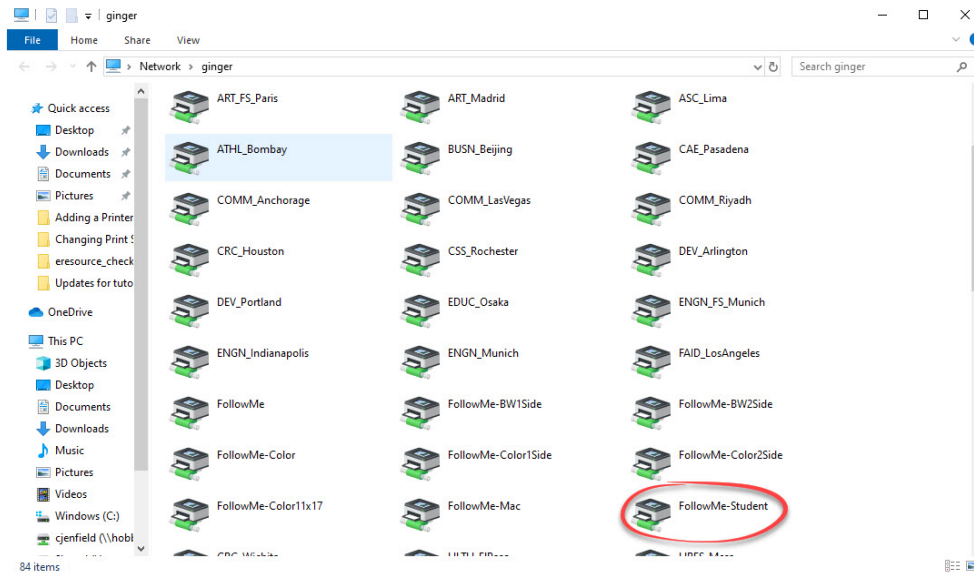 ginger
File Home Share View
Network ginger
Search ginger
Quick access
Desktop
Downloads
Documents
Pictures
Adding a Printer
Changing Print S
eresource_check
Updates for tuto
OneDrive
This PC
3D Objects
Desktop
Documents
Downloads
Music
Pictures
Videos
Windows (C:)
cjenfield (\\hobb
ART_FS_Paris ART_Madrid ASC_Lima
ATHL_Bombay BUSN_Beijing CAE_Pasadena
COMM_Anchorage COMM_LasVegas COMM_Riyadh
CRC_Houston CSS_Rochester DEV_Arlington
DEV_Portland EDUC_Osaka ENGN_FS_Munich
ENGN_Indianapolis ENGN_Munich FAID_LosAngeles
FollowMe FollowMe-BW1Side FollowMe-BW2Side
FollowMe-Color FollowMe-Color1Side FollowMe-Color2Side
FollowMe-Color11x17 FollowMe-Mac FollowMe-Student
84 items